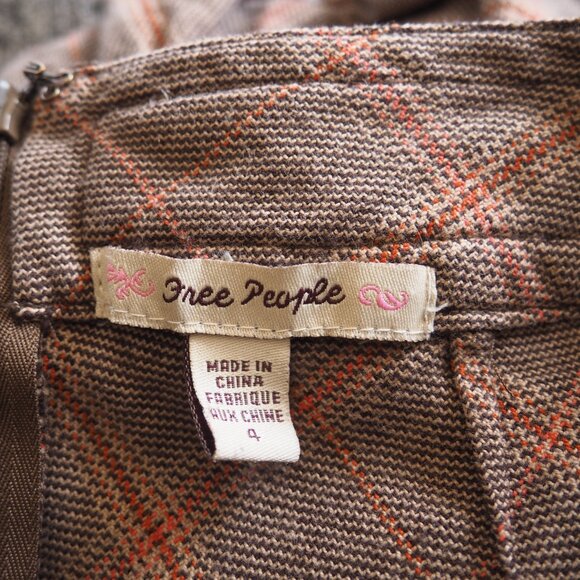 Free People
MADE IN
CHINA
FABRIQUE
AUX CHINE
4